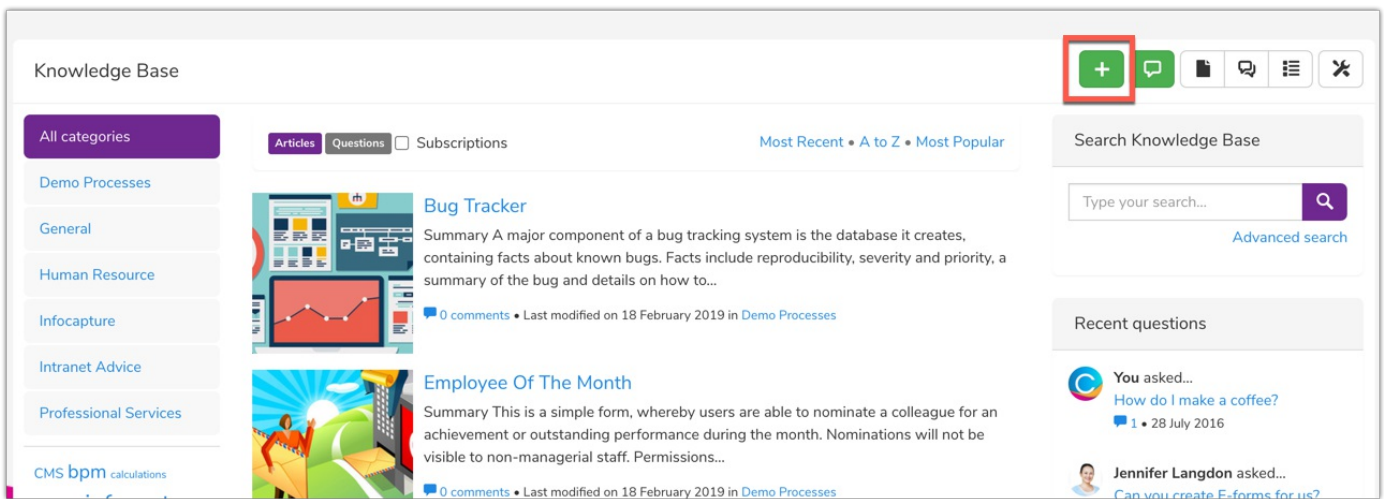 Knowledge Base
All categories
Demo Processes
General
Human Resource
Infocapture
Intranet Advice
Professional Services
CMS bpm calculations
Articles Questions Subscriptions
Most Recent • A to Z • Most Popular
Bug Tracker
Summary A major component of a bug tracking system is the database it creates,
containing facts about known bugs. Facts include reproducibility, severity and priority, a
summary of the bug and details on how to...
0 comments • Last modified on 18 February 2019 in Demo Processes
Employee Of The Month
Summary This is a simple form, whereby users are able to nominate a colleague for an
achievement or outstanding performance during the month. Nominations will not be
visible to non-managerial staff. Permissions...
0 comments • Last modified on 18 February 2019 in Demo Processes
Search Knowledge Base
Type your search...
Advanced search
Recent questions
You asked...
How do I make a coffee?
1 • 28 July 2016
Jennifer Langdon asked...
Can you create E-forms for us?